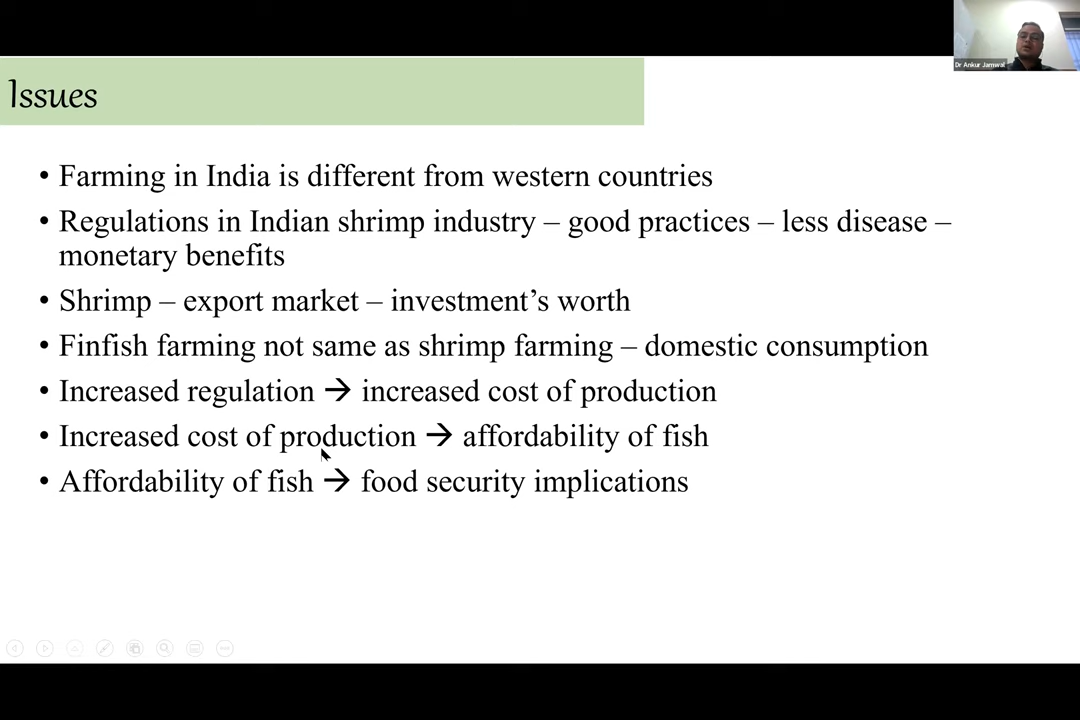 Dr Ankur Jamwal
Issues
• Farming in India is different from western countries
• Regulations in Indian shrimp industry – good practices – less disease –
monetary benefits
• Shrimp – export market – investment’s worth
• Finfish farming not same as shrimp farming – domestic consumption
• Increased regulation → increased cost of production
• Increased cost of production → affordability of fish
• Affordability of fish → food security implications